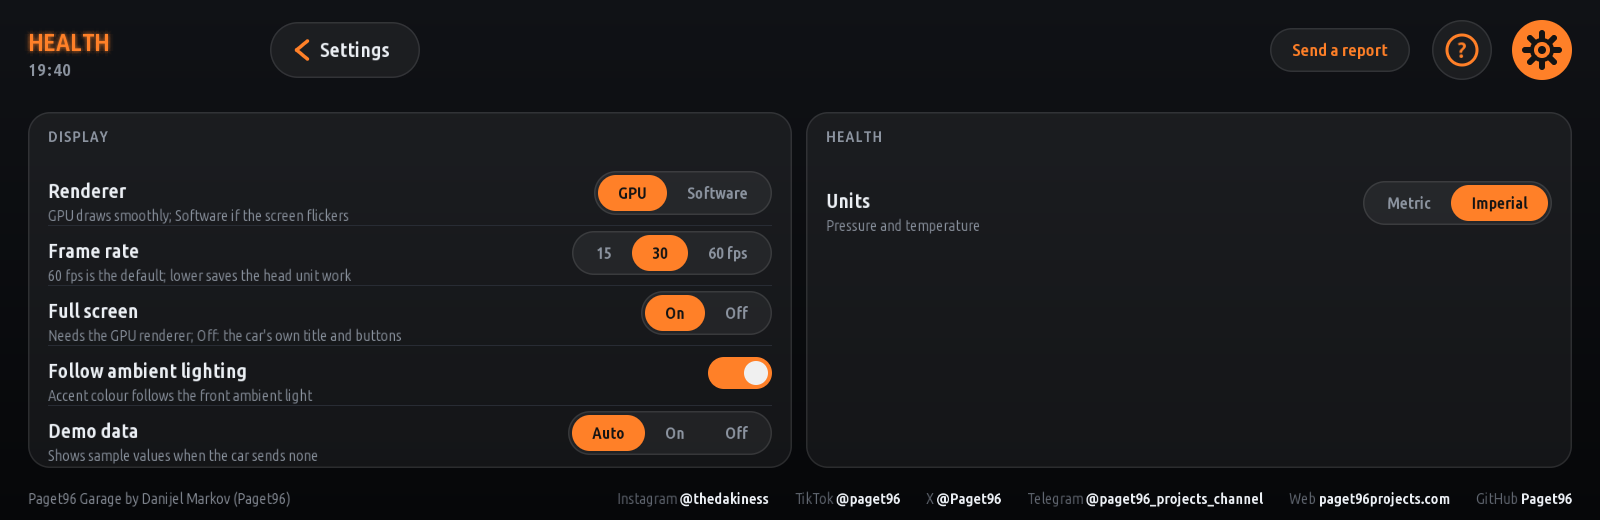 HEALTH
19:40
Settings
Send a report
?
DISPLAY
Renderer
GPU draws smoothly; Software if the screen flickers
GPU Software
Frame rate
60 fps is the default; lower saves the head unit work
15 30 60 fps
Full screen
Needs the GPU renderer; Off: the car's own title and buttons
On Off
Follow ambient lighting
Accent colour follows the front ambient light
Demo data
Shows sample values when the car sends none
Auto On Off
HEALTH
Units
Pressure and temperature
Metric Imperial
Paget96 Garage by Danijel Markov (Paget96)
Instagram @thedakiness TikTok @paget96 X @Paget96 Telegram @paget96_projects_channel Web paget96projects.com GitHub Paget96